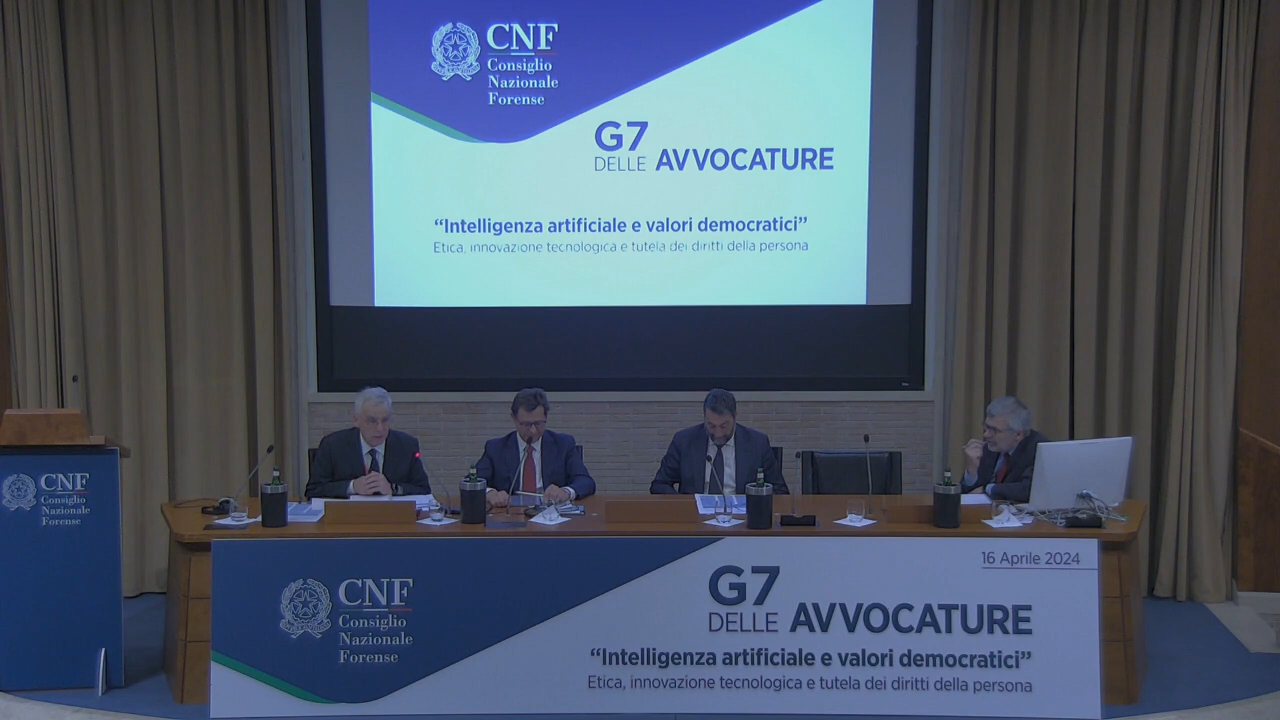 CNF
Consiglio
Nazionale
Forense
G7
DELLE AVVOCATURE
“Intelligenza artificiale e valori democratici”
Etica, innovazione tecnologica e tutela dei diritti della persona
CNF
Consiglio
Nazionale
Forense
16 Aprile 2024
CNF
Consiglio
Nazionale
Forense
G7
DELLE AVVOCATURE
“Intelligenza artificiale e valori democratici”
Etica, innovazione tecnologica e tutela dei diritti della persona